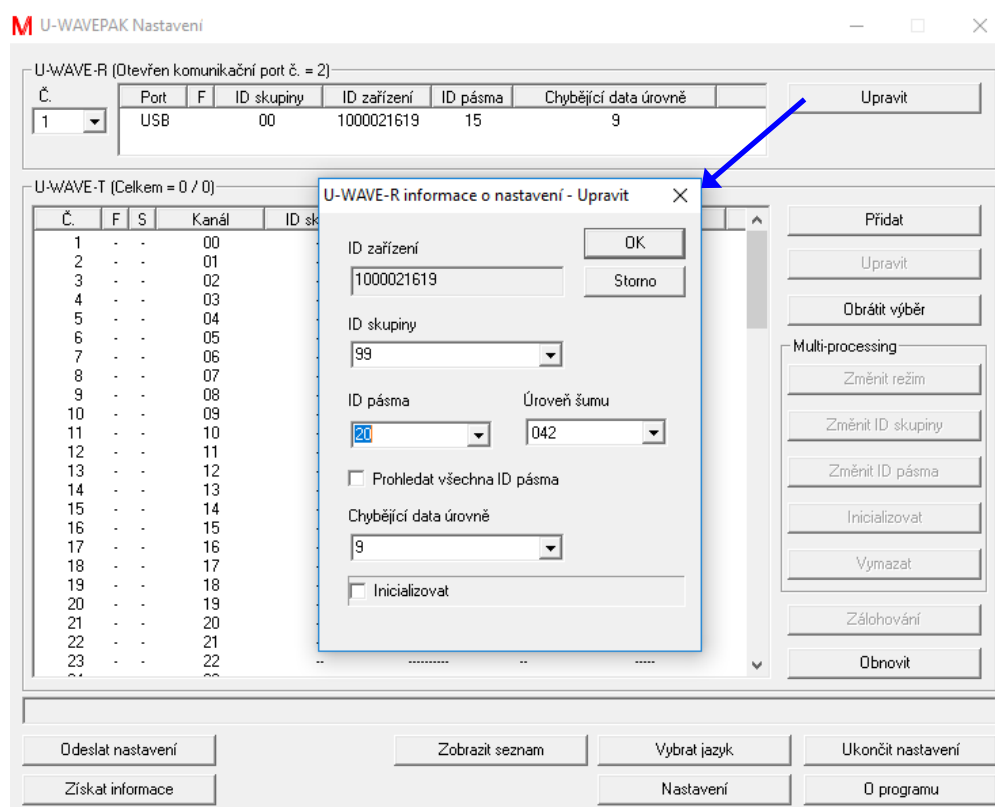 U-WAVEPAK Nastavení
U-WAVE-R (Otevřen komunikační port č. = 2)
Č. Port F ID skupiny ID zařízení ID pásma Chybějící data úrovně
1 USB 00 1000021619 15 9
Upravit
U-WAVE-T (Celkem = 0 / 0)
Č. F S Kanál ID sk
1 - - 00
2 - - 01
3 - - 02
4 - - 03
5 - - 04
6 - - 05
7 - - 06
8 - - 07
9 - - 08
10 - - 09
11 - - 10
12 - - 11
13 - - 12
14 - - 13
15 - - 14
16 - - 15
17 - - 16
18 - - 17
19 - - 18
20 - - 19
21 - - 20
22 - - 21
23 - - 22 -- ---------- -- -----
U-WAVE-R informace o nastavení - Upravit
ID zařízení
1000021619
OK
Storno
ID skupiny
99
ID pásma Úroveň šumu
20 042
Prohledat všechna ID pásma
Chybějící data úrovně
9
Inicializovat
Přidat
Upravit
Obrátit výběr
Multi-processing
Změnit režim
Změnit ID skupiny
Změnit ID pásma
Inicializovat
Vymazat
Zálohování
Obnovit
Odeslat nastavení Zobrazit seznam Vybrat jazyk Ukončit nastavení
Získat informace Nastavení O programu